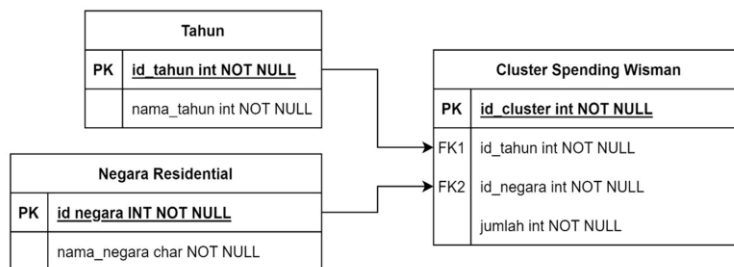 Tahun
PK id_tahun int NOT NULL
nama_tahun int NOT NULL
Negara Residential
PK id negara INT NOT NULL
nama_negara char NOT NULL
Cluster Spending Wisman
PK id_cluster int NOT NULL
FK1 id_tahun int NOT NULL
FK2 id_negara int NOT NULL
jumlah int NOT NULL